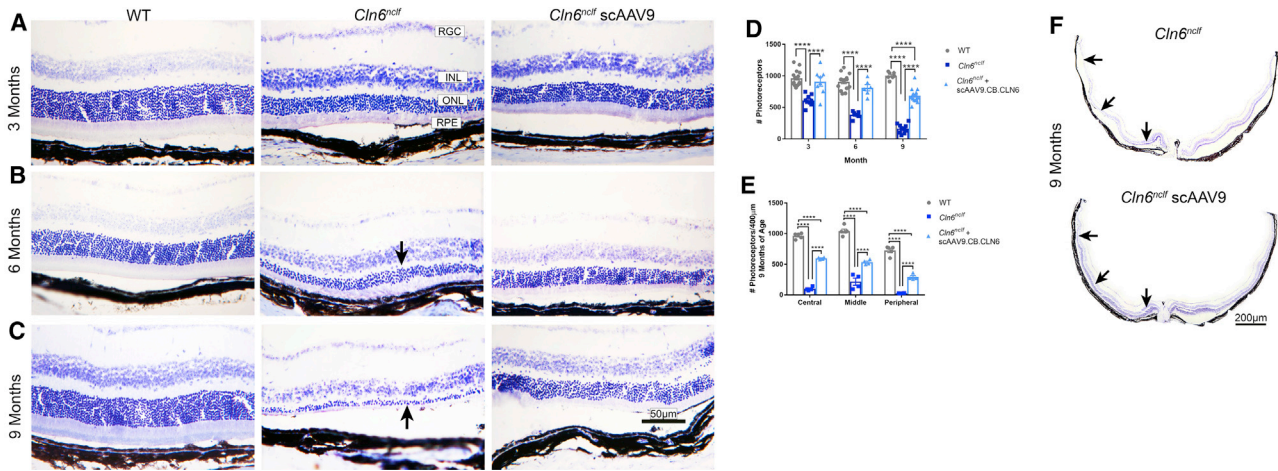 WT
Cln6nclf
Cln6nclf scAAV9
A
3 Months
RGC
INL
ONL
RPE
B
6 Months
C
9 Months
50μm
D
# Photoreceptors
1500
1000
500
0
****
****
****
****
****
****
****
3
6
9
Month
WT
Cln6nclf
Cln6nclf +
scAAV9.CB.CLN6
E
# Photoreceptors/400μm
9 Months of Age
1500
1000
500
0
****
****
****
****
****
****
****
****
****
Central
Middle
Peripheral
WT
Cln6nclf
Cln6nclf +
scAAV9.CB.CLN6
F
9 Months
Cln6nclf
Cln6nclf scAAV9
200μm